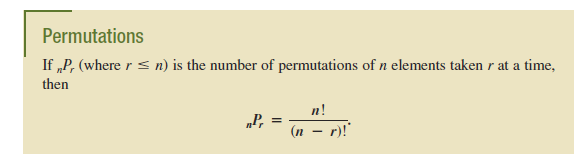 Permutations
If ₙPᵣ (where r ≤ n) is the number of permutations of n elements taken r at a time,
then
ₙPᵣ = n! / (n − r)!.